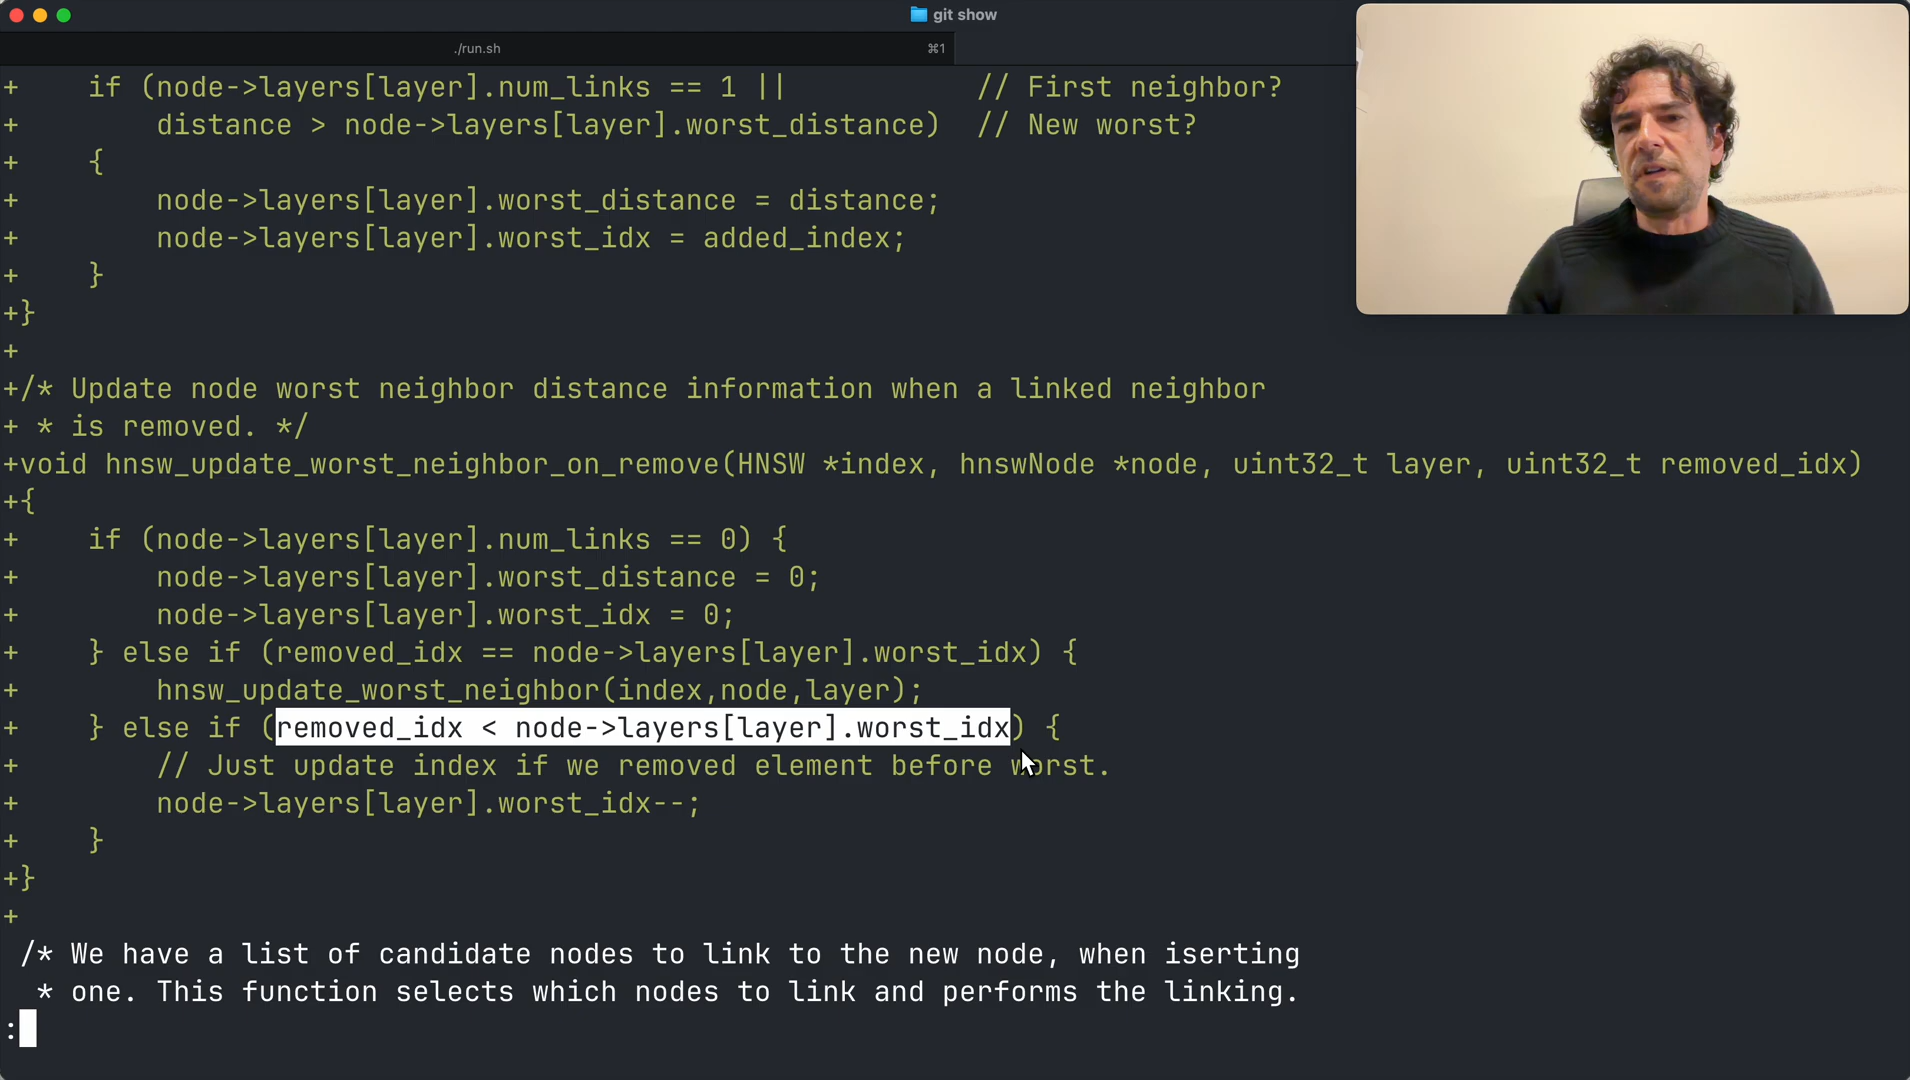 git show
./run.sh ⌘1
+    if (node->layers[layer].num_links == 1 ||           // First neighbor?
+        distance > node->layers[layer].worst_distance)  // New worst?
+    {
+        node->layers[layer].worst_distance = distance;
+        node->layers[layer].worst_idx = added_index;
+    }
+}
+
+/* Update node worst neighbor distance information when a linked neighbor
+ * is removed. */
+void hnsw_update_worst_neighbor_on_remove(HNSW *index, hnswNode *node, uint32_t layer, uint32_t removed_idx)
+{
+    if (node->layers[layer].num_links == 0) {
+        node->layers[layer].worst_distance = 0;
+        node->layers[layer].worst_idx = 0;
+    } else if (removed_idx == node->layers[layer].worst_idx) {
+        hnsw_update_worst_neighbor(index,node,layer);
+    } else if (removed_idx < node->layers[layer].worst_idx) {
+        // Just update index if we removed element before worst.
+        node->layers[layer].worst_idx--;
+    }
+}
+
 /* We have a list of candidate nodes to link to the new node, when iserting
  * one. This function selects which nodes to link and performs the linking.
: